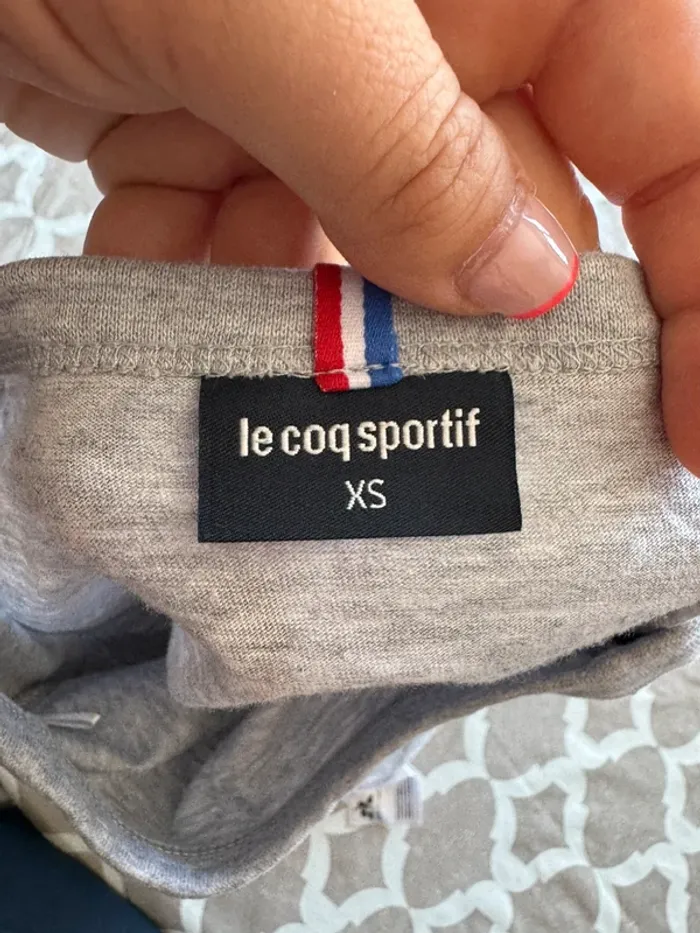 le coq sportif
XS